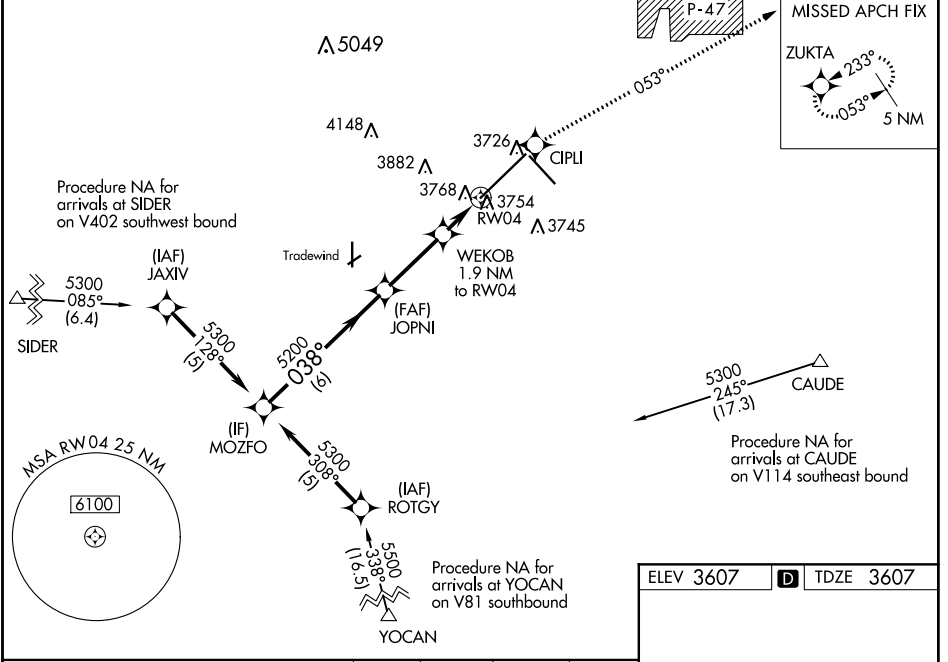 P-47
MISSED APCH FIX
ZUKTA
233°
053°
5 NM
5049
053°
4148
3726
CIPLI
3882
3768
3754
RW04
3745
Procedure NA for
arrivals at SIDER
on V402 southwest bound
Tradewind
WEKOB
1.9 NM
to RW04
(IAF)
JAXIV
5300
085°
(6.4)
SIDER
(FAF)
JOPNI
5300
128°
(5)
5200
038°
(6)
5300
245°
(17.3)
CAUDE
(IF)
MOZFO
Procedure NA for
arrivals at CAUDE
on V114 southeast bound
MSA RW04 25 NM
6100
5300
308°
(5)
(IAF)
ROTGY
5500
338°
(16.5)
Procedure NA for
arrivals at YOCAN
on V81 southbound
YOCAN
ELEV 3607
D
TDZE 3607